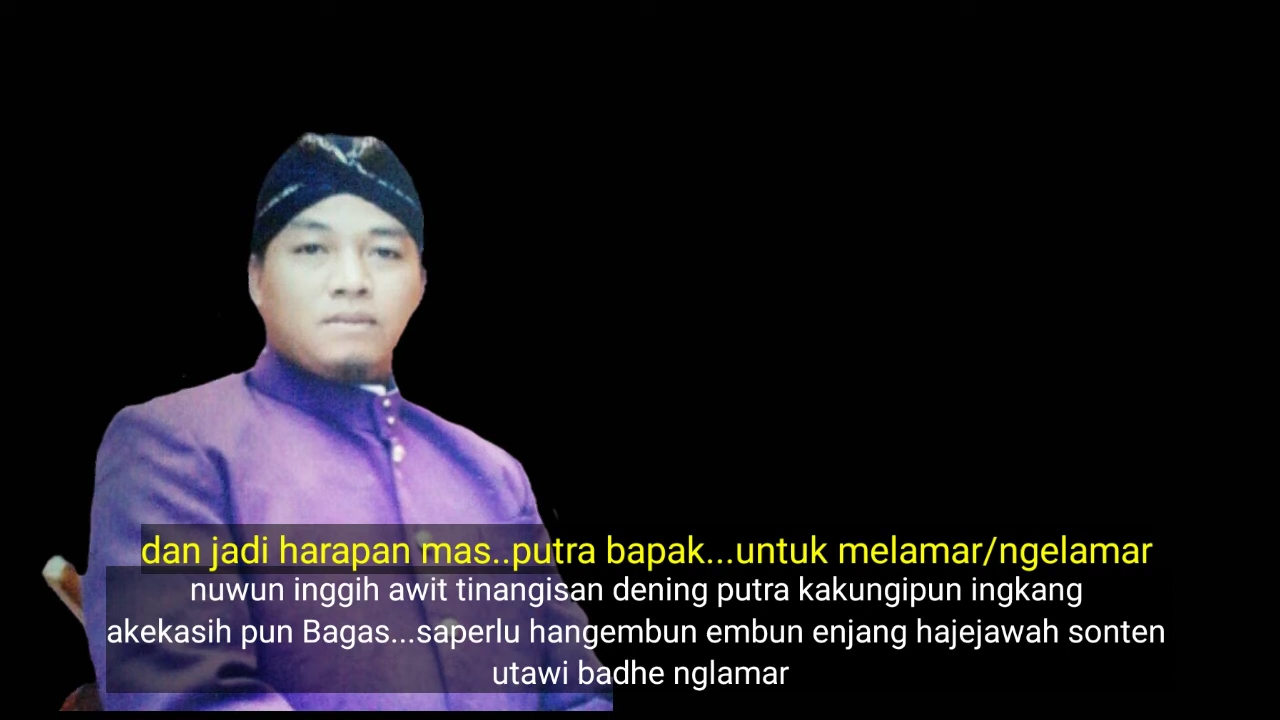 dan jadi harapan mas..putra bapak...untuk melamar/ngelamar
nuwun inggih awit tinangisan dening putra kakungipun ingkang
akekasih pun Bagas...saperlu hangembun embun enjang hajejawah sonten
utawi badhe nglamar